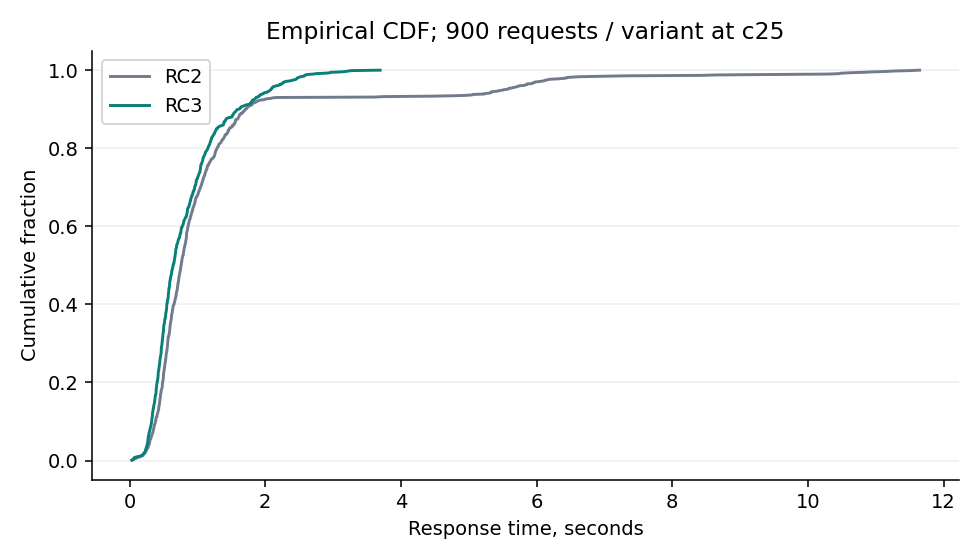 Empirical CDF; 900 requests / variant at c25
RC2
RC3
1.0
0.8
0.6
0.4
0.2
0.0
Cumulative fraction
0 2 4 6 8 10 12
Response time, seconds